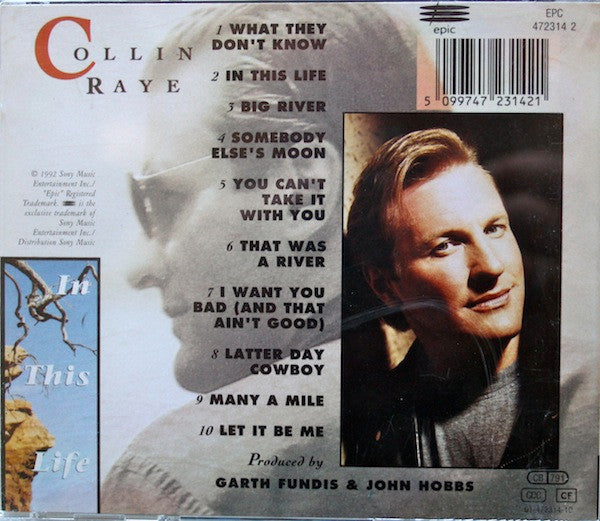 COLLIN
RAYE
1 WHAT THEY
DON'T KNOW
2 IN THIS LIFE
3 BIG RIVER
4 SOMEBODY
ELSE'S MOON
5 YOU CAN'T
TAKE IT
WITH YOU
6 THAT WAS
A RIVER
7 I WANT YOU
BAD (AND THAT
AIN'T GOOD)
8 LATTER DAY
COWBOY
9 MANY A MILE
10 LET IT BE ME
Produced by
GARTH FUNDIS & JOHN HOBBS
epic
EPC
472314 2
5 099747 231421
© 1992 Sony Music
Entertainment Inc./
"Epic" Registered
Trademark. is the
exclusive trademark of
Sony Music
Entertainment Inc./
Distribution Sony Music
In
This
Life
CB 791
CF